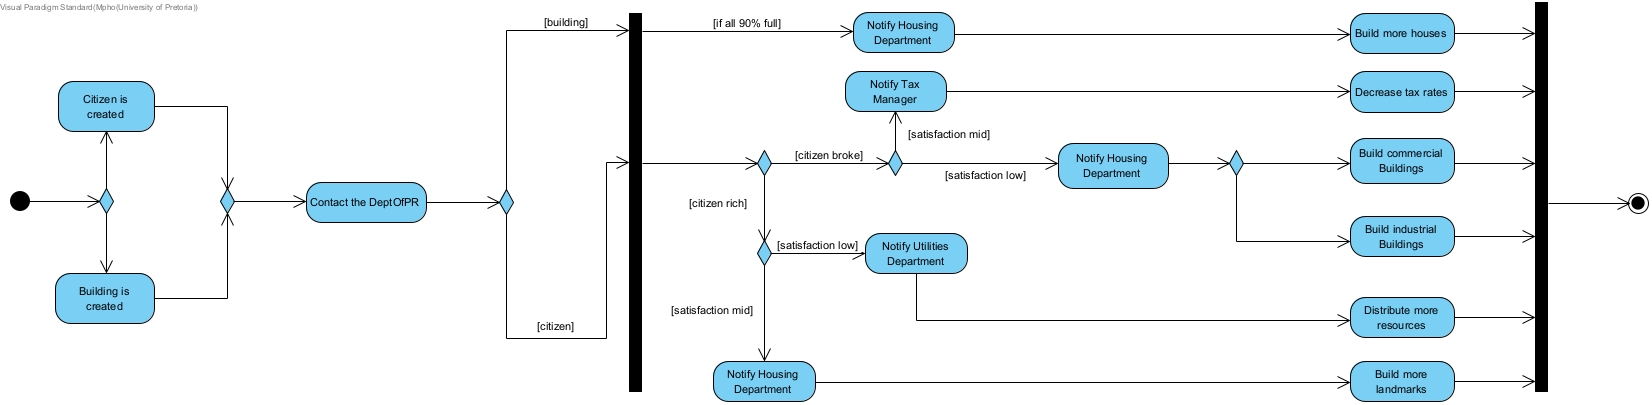 Visual Paradigm Standard(Mpho(University of Pretoria))
[building]
[if all 90% full]
Notify Housing
Department
Build more houses
Citizen is
created
Notify Tax
Manager
Decrease tax rates
[satisfaction mid]
[citizen broke]
Notify Housing
Department
Build commercial
Buildings
[satisfaction low]
Contact the DeptOfPR
[citizen rich]
Build industrial
Buildings
[satisfaction low]
Notify Utilities
Department
Building is
created
[satisfaction mid]
Distribute more
resources
[citizen]
Notify Housing
Department
Build more
landmarks